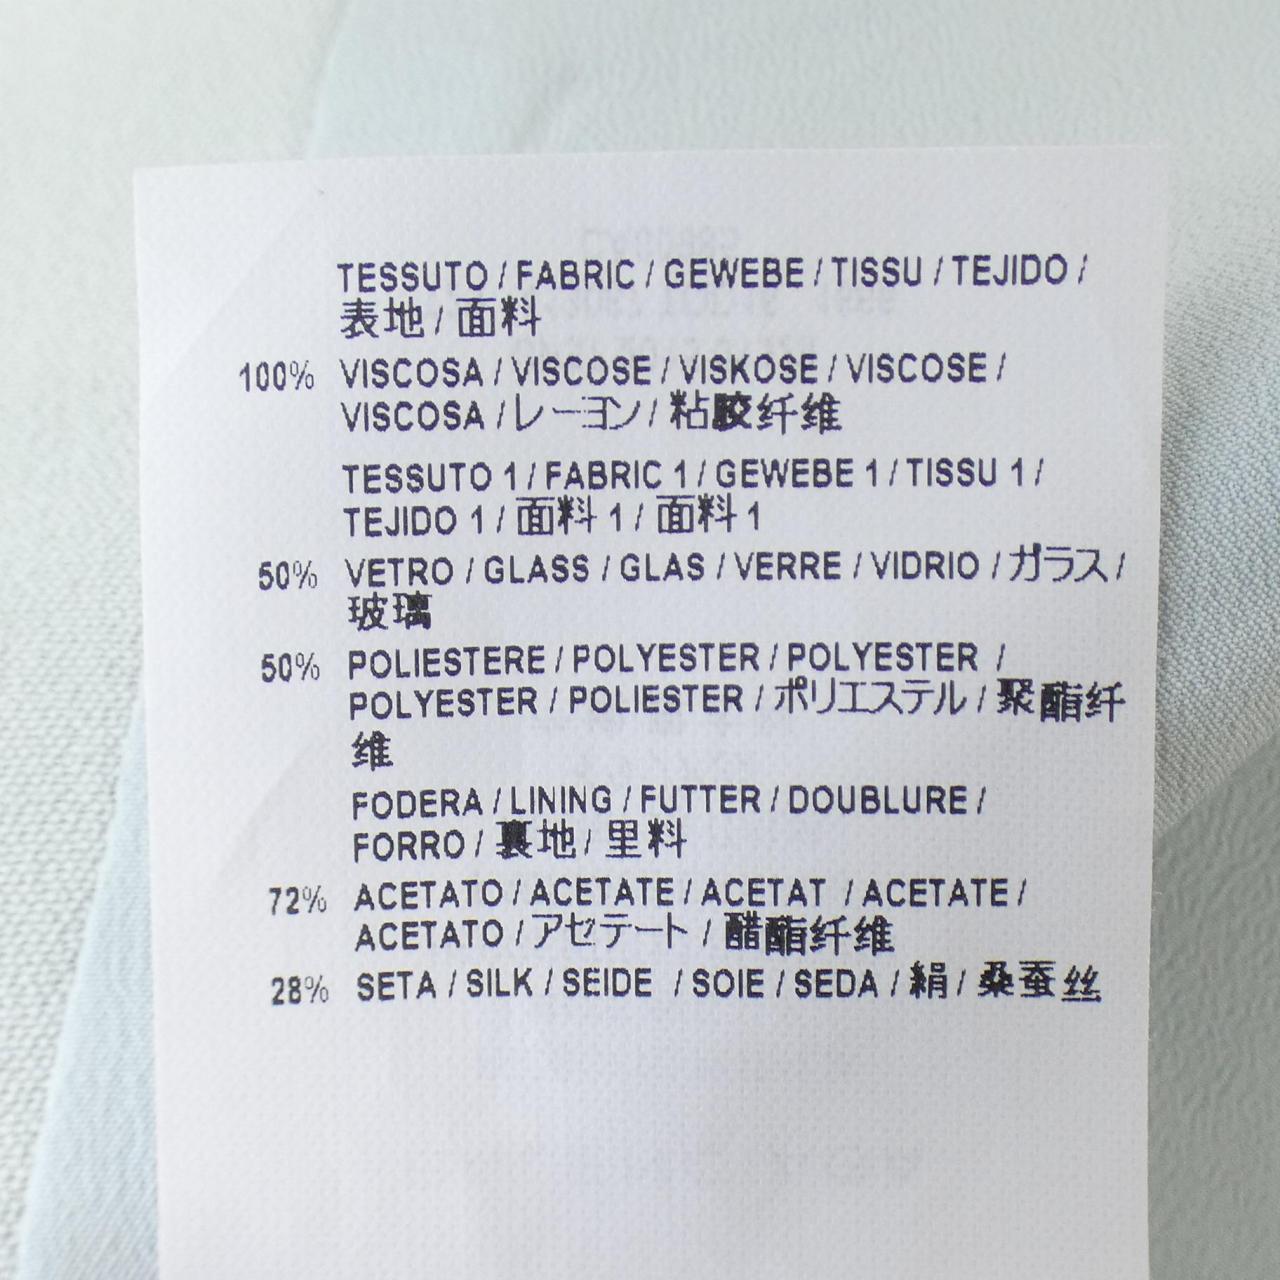 TESSUTO / FABRIC / GEWEBE / TISSU / TEJIDO /
表地 / 面料
100% VISCOSA / VISCOSE / VISKOSE / VISCOSE /
VISCOSA / レーヨン / 粘胶纤维
TESSUTO 1 / FABRIC 1 / GEWEBE 1 / TISSU 1 /
TEJIDO 1 / 面料 1 / 面料 1
50% VETRO / GLASS / GLAS / VERRE / VIDRIO / ガラス /
玻璃
50% POLIESTERE / POLYESTER / POLYESTER /
POLYESTER / POLIESTER / ポリエステル / 聚酯纤
维
FODERA / LINING / FUTTER / DOUBLURE /
FORRO / 裏地 / 里料
72% ACETATO / ACETATE / ACETAT / ACETATE /
ACETATO / アセテート / 醋酯纤维
28% SETA / SILK / SEIDE / SOIE / SEDA / 絹 / 桑蚕丝